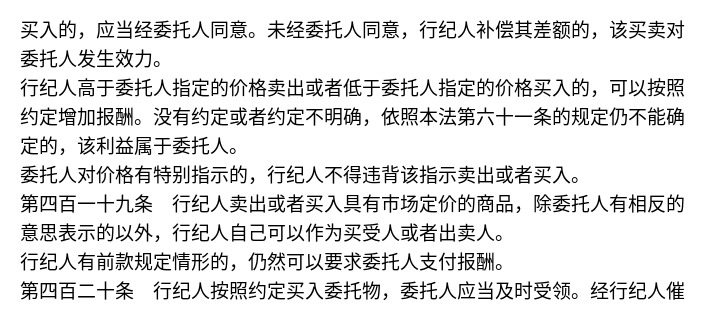 买入的，应当经委托人同意。未经委托人同意，行纪人补偿其差额的，该买卖对
委托人发生效力。
行纪人高于委托人指定的价格卖出或者低于委托人指定的价格买入的，可以按照
约定增加报酬。没有约定或者约定不明确，依照本法第六十一条的规定仍不能确
定的，该利益属于委托人。
委托人对价格有特别指示的，行纪人不得违背该指示卖出或者买入。
第四百一十九条　行纪人卖出或者买入具有市场定价的商品，除委托人有相反的
意思表示的以外，行纪人自己可以作为买受人或者出卖人。
行纪人有前款规定情形的，仍然可以要求委托人支付报酬。
第四百二十条　行纪人按照约定买入委托物，委托人应当及时受领。经行纪人催